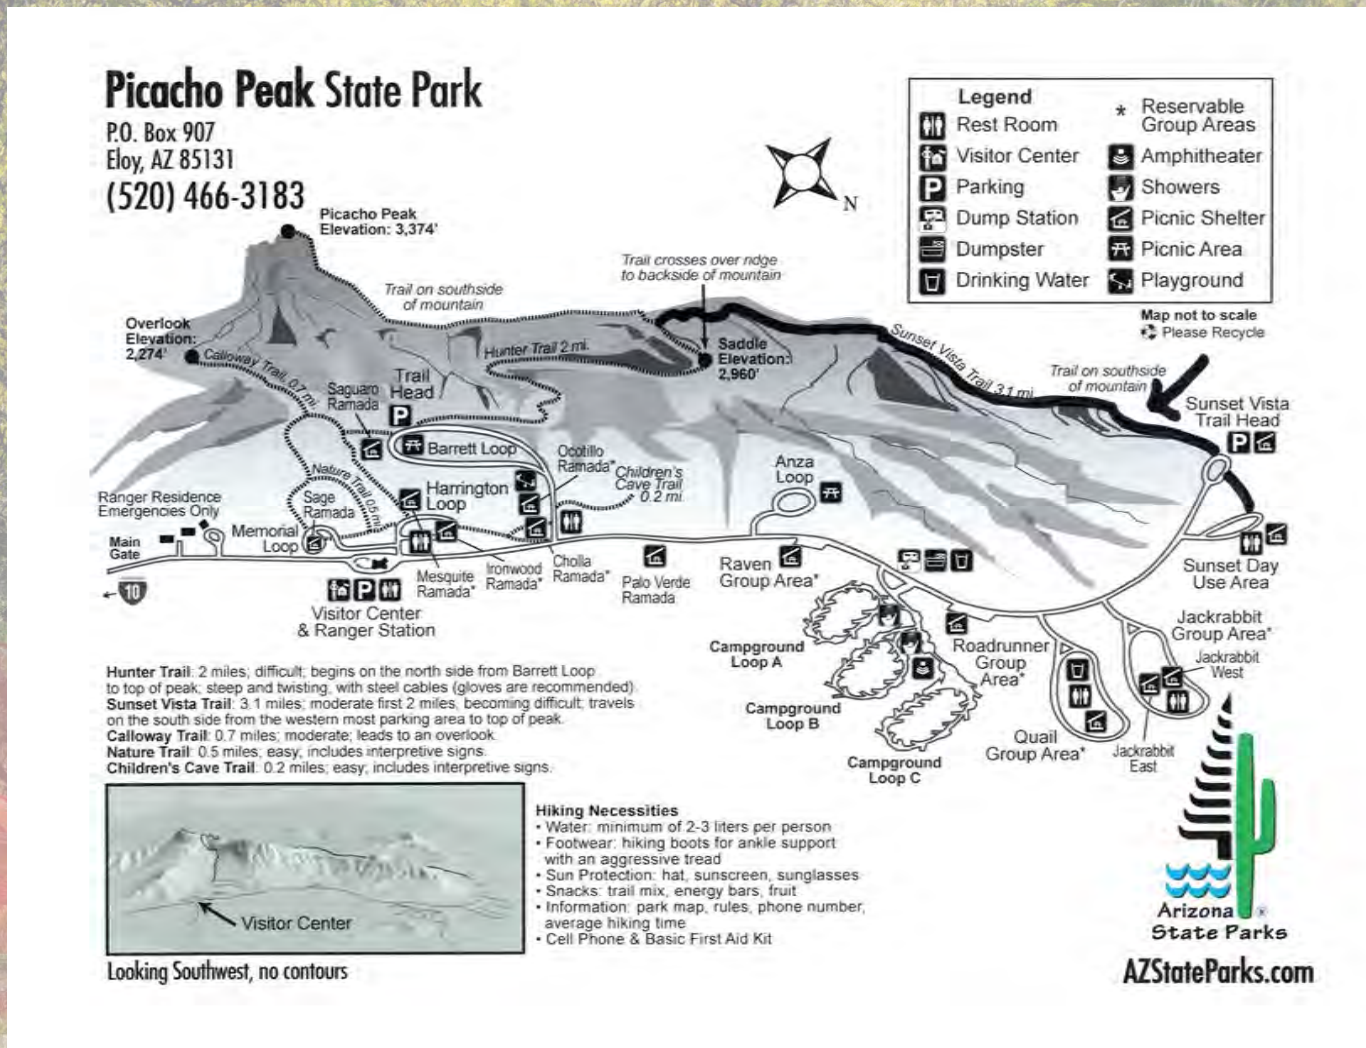 Picacho Peak State Park
P.O. Box 907
Eloy, AZ 85131
(520) 466-3183
Legend
Rest Room
Visitor Center
P Parking
Dump Station
Dumpster
Drinking Water
* Reservable
Group Areas
Amphitheater
Showers
Picnic Shelter
Picnic Area
Playground
Map not to scale
Please Recycle
N
Picacho Peak
Elevation: 3,374'
Trail on southside
of mountain
Trail crosses over ridge
to backside of mountain
Overlook
Elevation:
2,274'
Calloway Trail, 0.7 mi.
Hunter Trail 2 mi.
Saddle
Elevation:
2,960'
Sunset Vista Trail 3.1 mi.
Trail on southside
of mountain
Sunset Vista
Trail Head
P
Saguaro
Ramada
Trail
Head
P
Barrett Loop
Ocotillo
Ramada*
Children's
Cave Trail
0.2 mi.
Anza
Loop
Nature Trail 0.5 mi.
Harrington
Loop
Sage
Ramada
Ranger Residence
Emergencies Only
Memorial
Loop
Main
Gate
10
P
Visitor Center
& Ranger Station
Mesquite
Ramada*
Ironwood
Ramada*
Cholla
Ramada*
Palo Verde
Ramada
Raven
Group Area*
Sunset Day
Use Area
Campground
Loop A
Campground
Loop B
Campground
Loop C
Roadrunner
Group
Area*
Quail
Group Area*
Jackrabbit
Group Area*
Jackrabbit
West
Jackrabbit
East
Hunter Trail: 2 miles; difficult; begins on the north side from Barrett Loop
to top of peak; steep and twisting, with steel cables (gloves are recommended).
Sunset Vista Trail: 3.1 miles; moderate first 2 miles, becoming difficult; travels
on the south side from the western most parking area to top of peak.
Calloway Trail: 0.7 miles; moderate; leads to an overlook.
Nature Trail: 0.5 miles; easy; includes interpretive signs.
Children's Cave Trail: 0.2 miles; easy; includes interpretive signs.
Visitor Center
Looking Southwest, no contours
Hiking Necessities
• Water: minimum of 2-3 liters per person
• Footwear: hiking boots for ankle support
with an aggressive tread
• Sun Protection: hat, sunscreen, sunglasses
• Snacks: trail mix, energy bars, fruit
• Information: park map, rules, phone number,
average hiking time
• Cell Phone & Basic First Aid Kit
Arizona ®
State Parks
AZStateParks.com